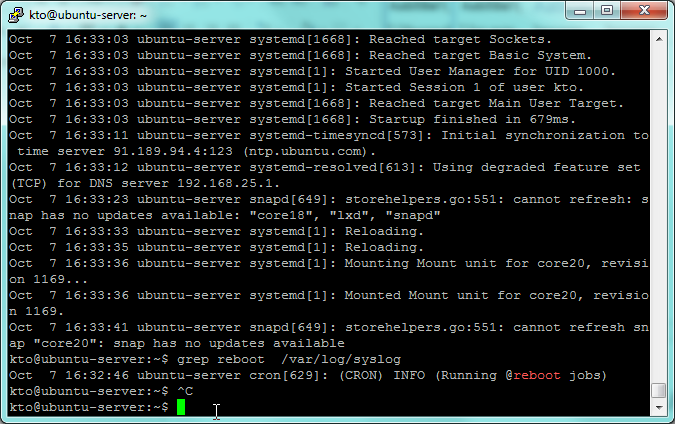 kto@ubuntu-server: ~
Oct  7 16:33:03 ubuntu-server systemd[1668]: Reached target Sockets.
Oct  7 16:33:03 ubuntu-server systemd[1668]: Reached target Basic System.
Oct  7 16:33:03 ubuntu-server systemd[1]: Started User Manager for UID 1000.
Oct  7 16:33:03 ubuntu-server systemd[1]: Started Session 1 of user kto.
Oct  7 16:33:03 ubuntu-server systemd[1668]: Reached target Main User Target.
Oct  7 16:33:03 ubuntu-server systemd[1668]: Startup finished in 679ms.
Oct  7 16:33:11 ubuntu-server systemd-timesyncd[573]: Initial synchronization to
 time server 91.189.94.4:123 (ntp.ubuntu.com).
Oct  7 16:33:12 ubuntu-server systemd-resolved[613]: Using degraded feature set
(TCP) for DNS server 192.168.25.1.
Oct  7 16:33:23 ubuntu-server snapd[649]: storehelpers.go:551: cannot refresh: s
nap has no updates available: "core18", "lxd", "snapd"
Oct  7 16:33:33 ubuntu-server systemd[1]: Reloading.
Oct  7 16:33:35 ubuntu-server systemd[1]: Reloading.
Oct  7 16:33:36 ubuntu-server systemd[1]: Mounting Mount unit for core20, revisi
on 1169...
Oct  7 16:33:36 ubuntu-server systemd[1]: Mounted Mount unit for core20, revisio
n 1169.
Oct  7 16:33:41 ubuntu-server snapd[649]: storehelpers.go:551: cannot refresh sn
ap "core20": snap has no updates available
kto@ubuntu-server:~$ grep reboot  /var/log/syslog
Oct  7 16:32:46 ubuntu-server cron[629]: (CRON) INFO (Running @reboot jobs)
kto@ubuntu-server:~$ ^C
kto@ubuntu-server:~$